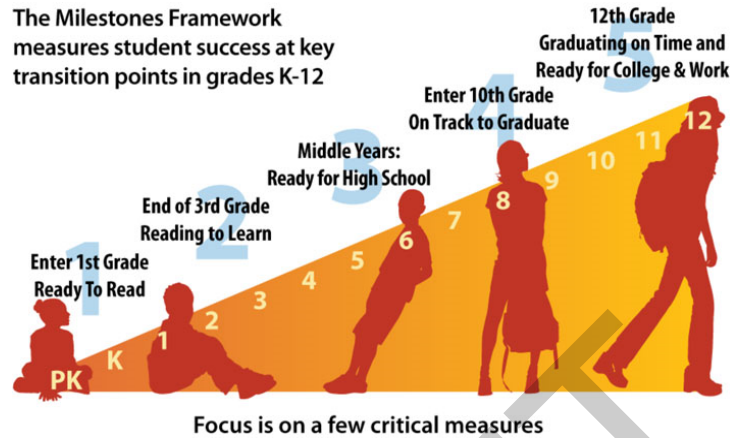 The Milestones Framework
measures student success at key
transition points in grades K-12
1
Enter 1st Grade
Ready To Read
2
End of 3rd Grade
Reading to Learn
3
Middle Years:
Ready for High School
4
Enter 10th Grade
On Track to Graduate
5
12th Grade
Graduating on Time and
Ready for College & Work
PK
K
1
2
3
4
5
6
7
8
9
10
11
12
Focus is on a few critical measures